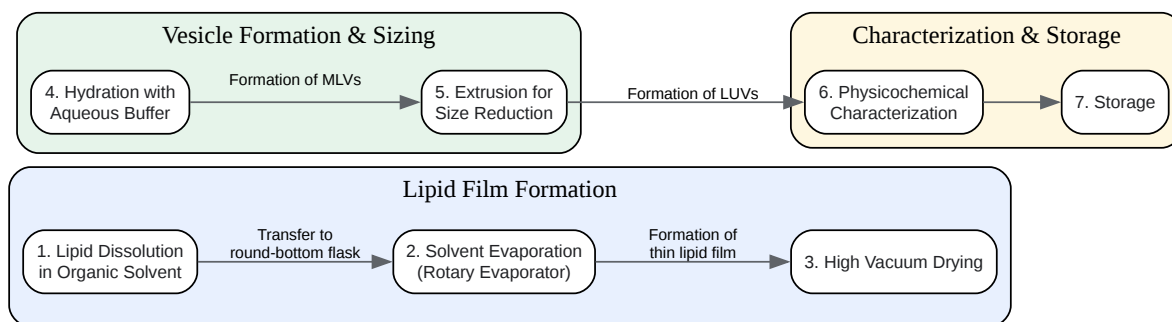 Vesicle Formation & Sizing
4. Hydration with
Aqueous Buffer
Formation of MLVs
5. Extrusion for
Size Reduction
Formation of LUVs
Characterization & Storage
6. Physicochemical
Characterization
7. Storage
Lipid Film Formation
1. Lipid Dissolution
in Organic Solvent
Transfer to
round-bottom flask
2. Solvent Evaporation
(Rotary Evaporator)
Formation of
thin lipid film
3. High Vacuum Drying